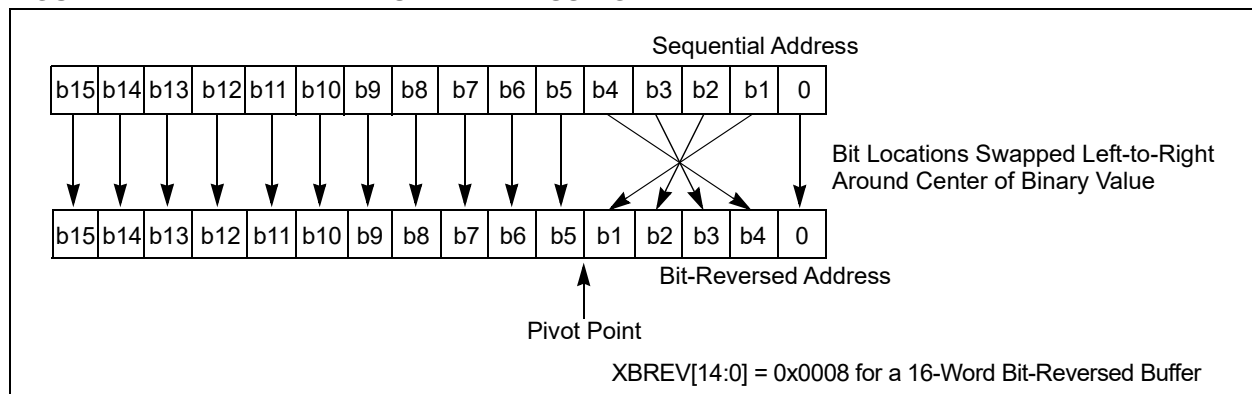 Sequential Address
b15 b14 b13 b12 b11 b10 b9 b8 b7 b6 b5 b4 b3 b2 b1 0
Bit Locations Swapped Left-to-Right
Around Center of Binary Value
b15 b14 b13 b12 b11 b10 b9 b8 b7 b6 b5 b1 b2 b3 b4 0
Bit-Reversed Address
Pivot Point
XBREV[14:0] = 0x0008 for a 16-Word Bit-Reversed Buffer